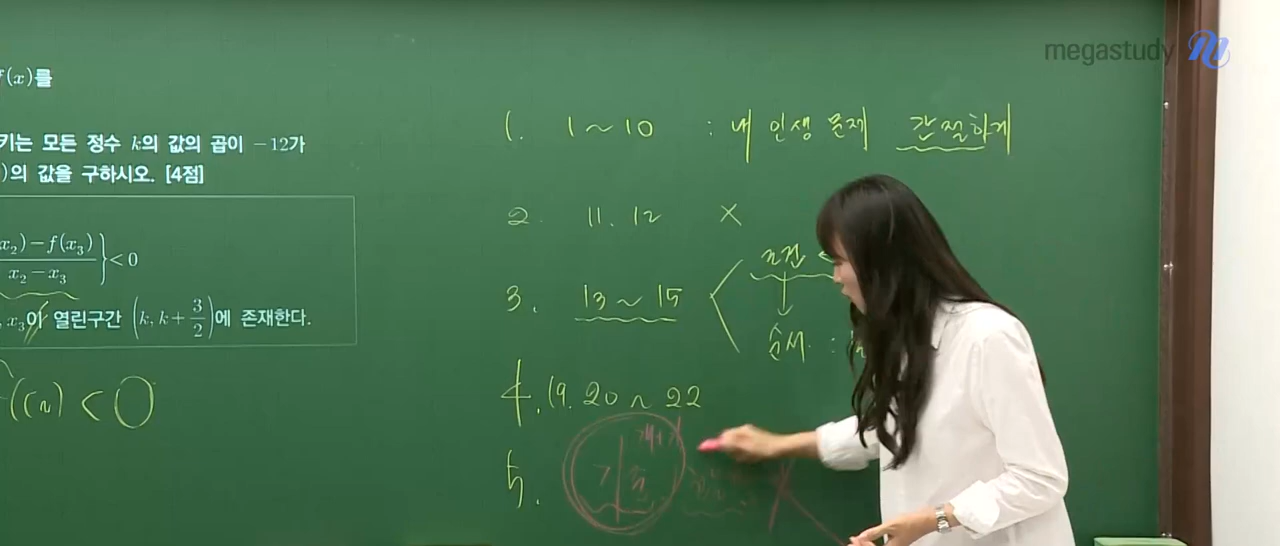 megastudy
f(x)를
키는 모든 정수 k의 값의 곱이 −12가
)의 값을 구하시오. [4점]
x₂)−f(x₃)
x₂−x₃
}<0
, x₃이 열린구간 (k, k+3/2)에 존재한다.
<0
1. 1~10 : 내 인생 문제 간절하게
2. 11. 12 X
3. 13~15
조건
순서 :
4. 19. 20~22
5. 기출